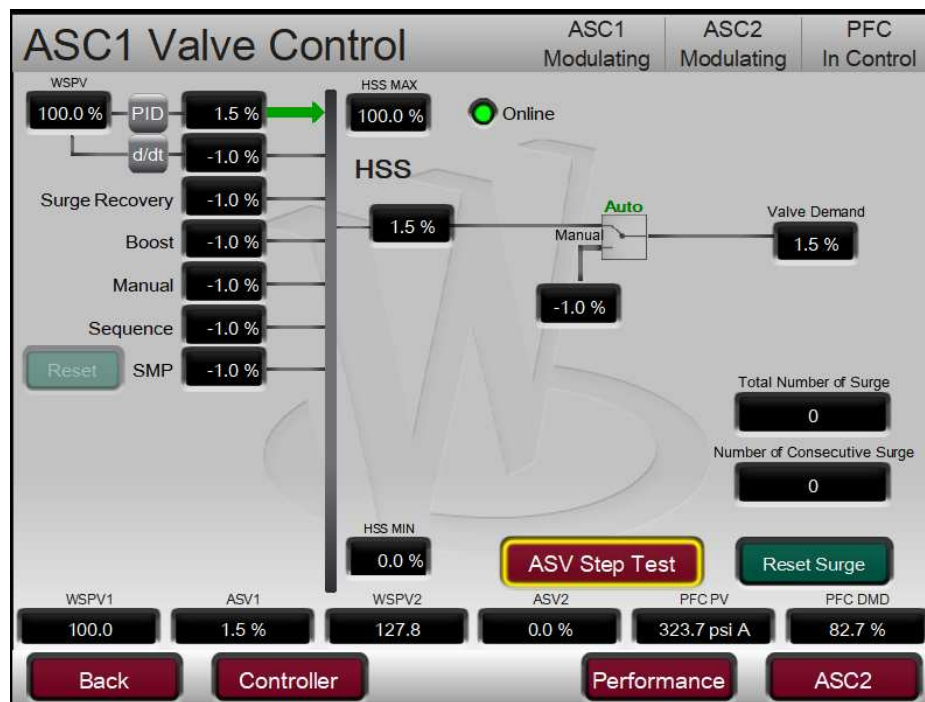 ASC1 Valve Control
ASC1
Modulating
ASC2
Modulating
PFC
In Control
WSPV
100.0 %
PID
1.5 %
d/dt
-1.0 %
Surge Recovery
-1.0 %
Boost
-1.0 %
Manual
-1.0 %
Sequence
-1.0 %
Reset
SMP
-1.0 %
HSS MAX
100.0 %
Online
HSS
1.5 %
Auto
Manual
-1.0 %
Valve Demand
1.5 %
Total Number of Surge
0
Number of Consecutive Surge
0
HSS MIN
0.0 %
ASV Step Test
Reset Surge
WSPV1
100.0
ASV1
1.5 %
WSPV2
127.8
ASV2
0.0 %
PFC PV
323.7 psi A
PFC DMD
82.7 %
Back
Controller
Performance
ASC2